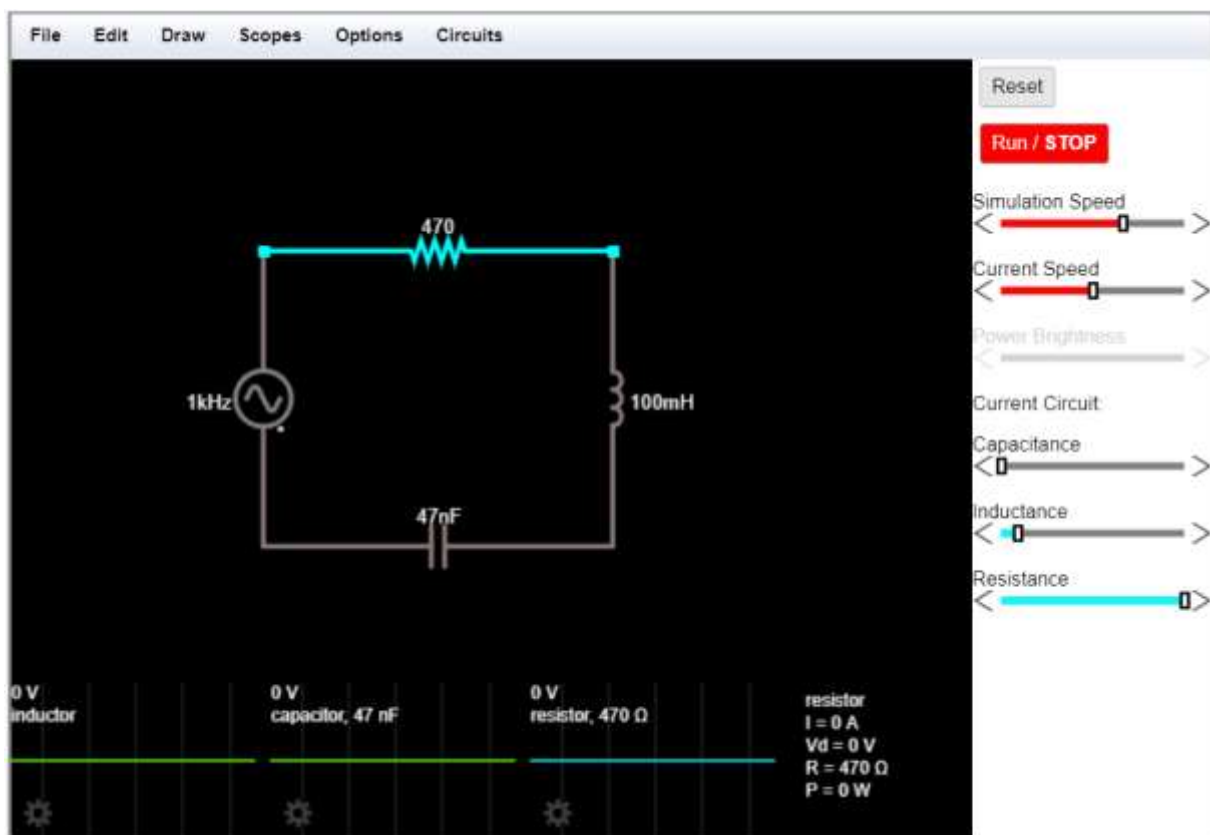 File Edit Draw Scopes Options Circuits
Reset
Run / STOP
Simulation Speed
Current Speed
Power Brightness
Current Circuit:
Capacitance
Inductance
Resistance
470
1kHz
100mH
47nF
0 V
inductor
0 V
capacitor, 47 nF
0 V
resistor, 470 Ω
resistor
I = 0 A
Vd = 0 V
R = 470 Ω
P = 0 W